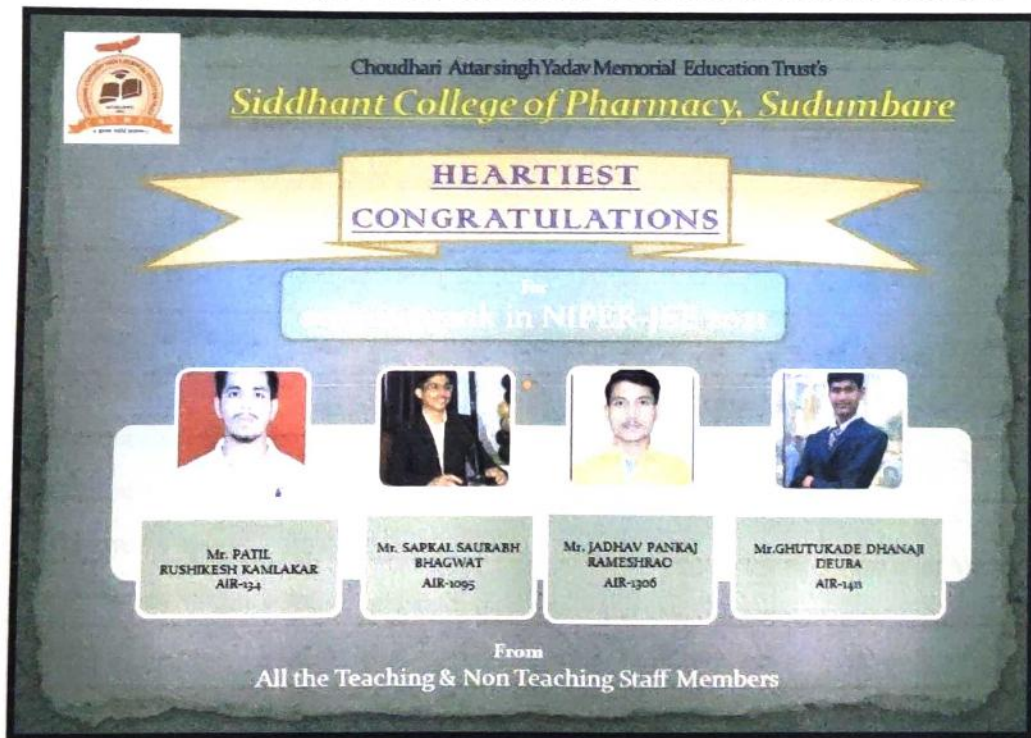 Choudhari Attarsingh Yadav Memorial Education Trust's
Siddhant College of Pharmacy, Sudumbare
HEARTIEST
CONGRATULATIONS
For
Rank in NIPER-JEE 2021
Mr. PATIL
RUSHIKESH KAMLAKAR
AIR-134
Mr. SAPKAL SAURABH
BHAGWAT
AIR-1095
Mr. JADHAV PANKAJ
RAMESHRAO
AIR-1306
Mr.GHUTUKADE DHANAJI
DEUBA
AIR-1411
From
All the Teaching & Non Teaching Staff Members